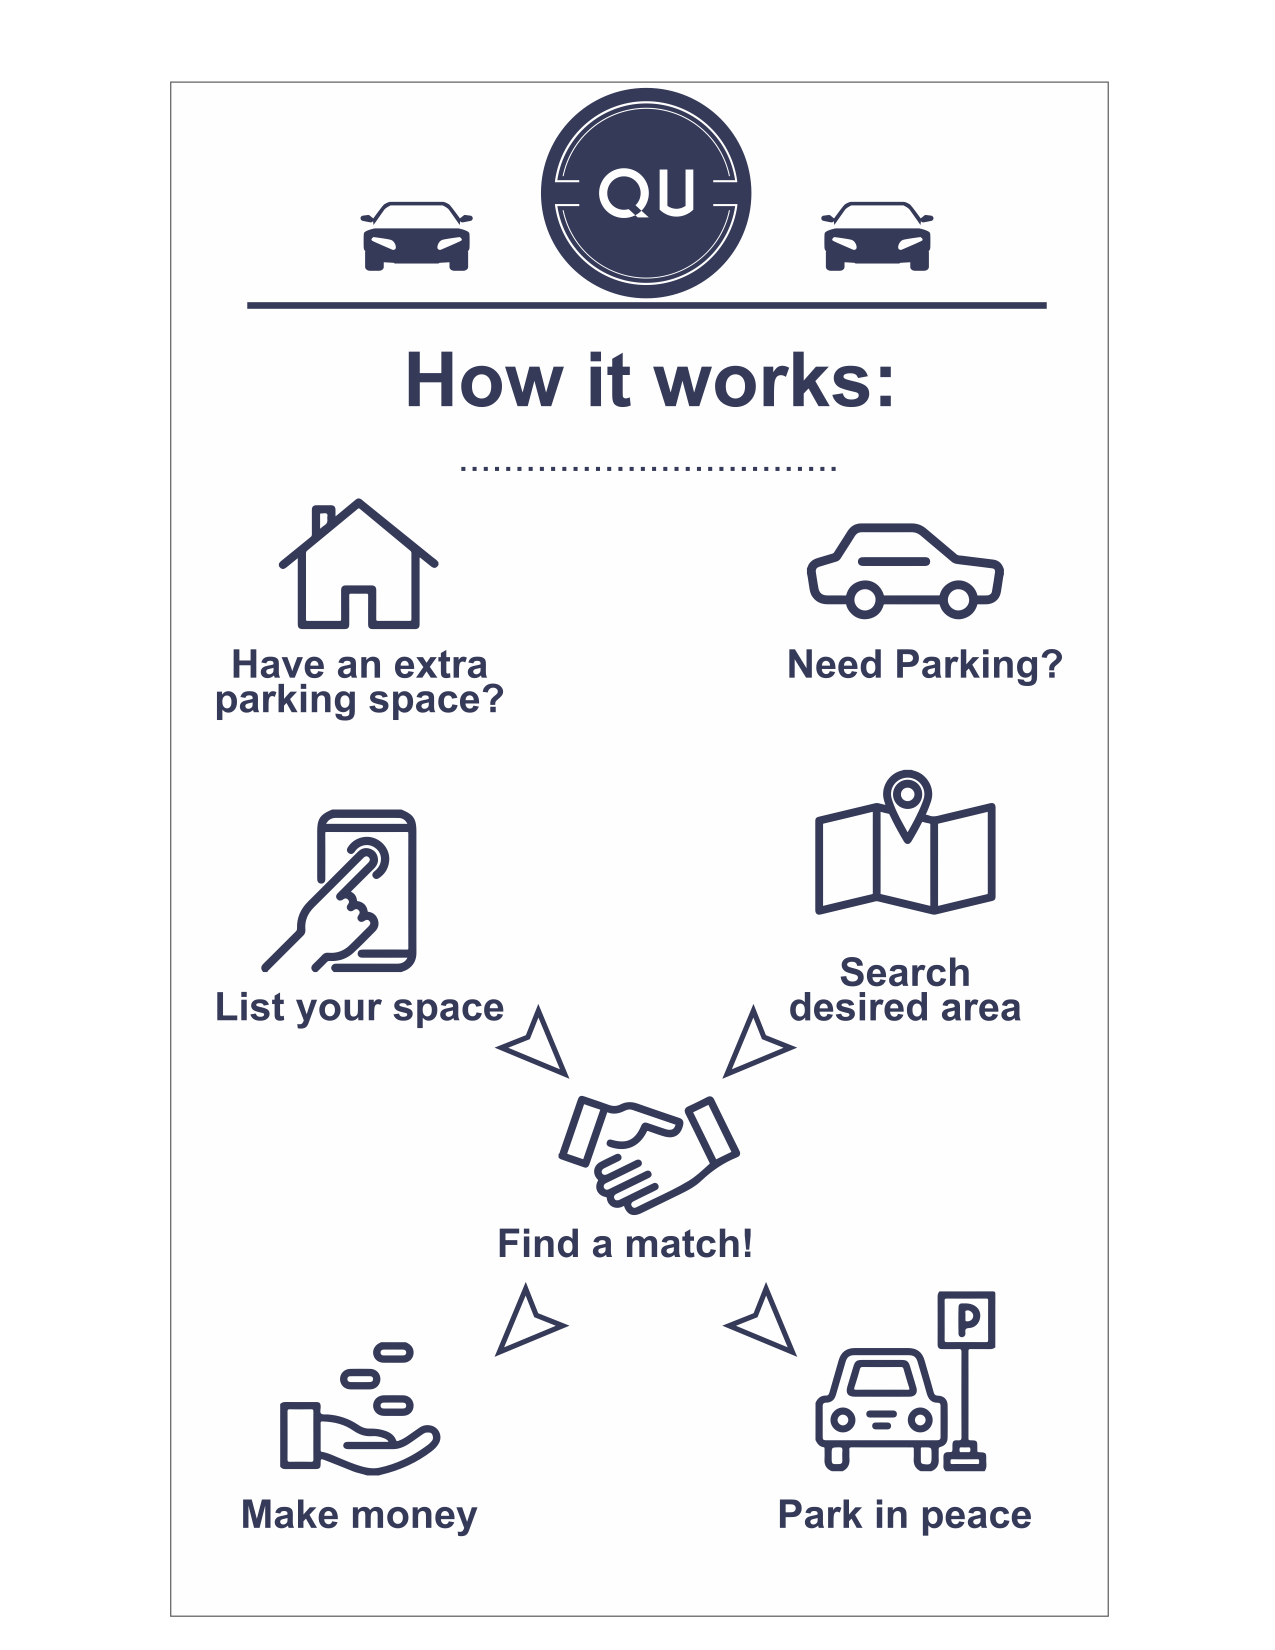 QU
How it works:
Have an extra
parking space?
Need Parking?
List your space
Search
desired area
Find a match!
P
Make money
Park in peace